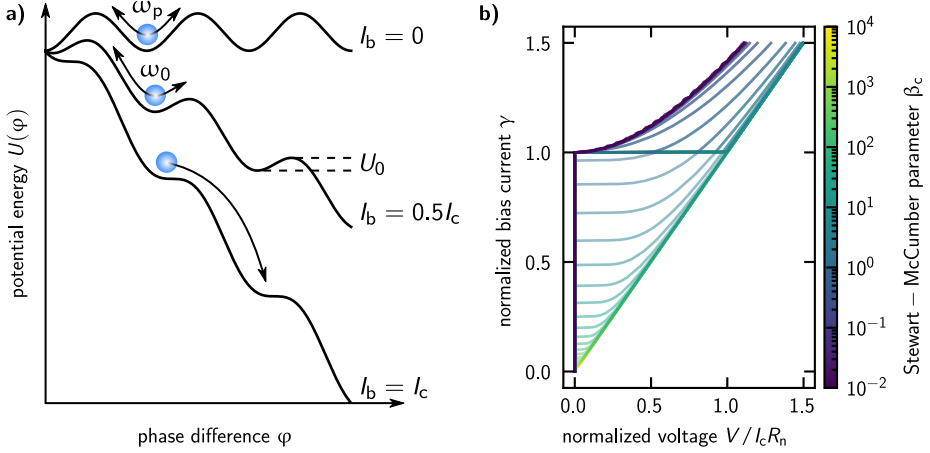 a)
ω_p
I_b = 0
ω_0
U_0
I_b = 0.5I_c
I_b = I_c
potential energy U(φ)
phase difference φ
b)
1.5
1.0
0.5
0.0
0.0 0.5 1.0 1.5
normalized bias current γ
normalized voltage V/I_cR_n
10^4
10^3
10^2
10^1
10^0
10^-1
10^-2
Stewart − McCumber parameter β_c